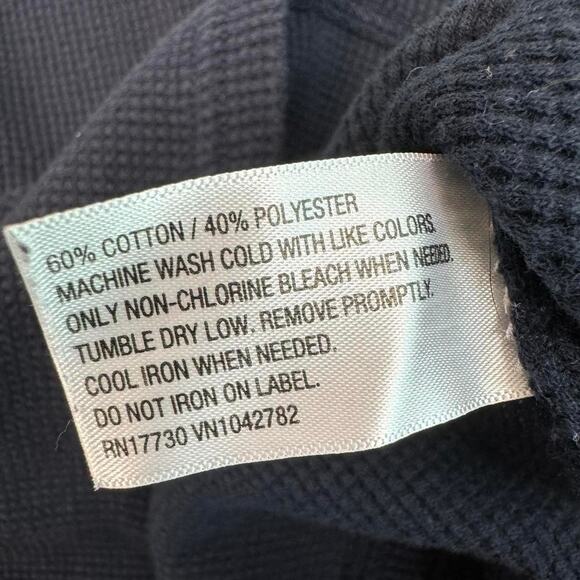 60% COTTON / 40% POLYESTER
MACHINE WASH COLD WITH LIKE COLORS.
ONLY NON-CHLORINE BLEACH WHEN NEEDED.
TUMBLE DRY LOW. REMOVE PROMPTLY.
COOL IRON WHEN NEEDED.
DO NOT IRON ON LABEL.
RN17730 VN1042782